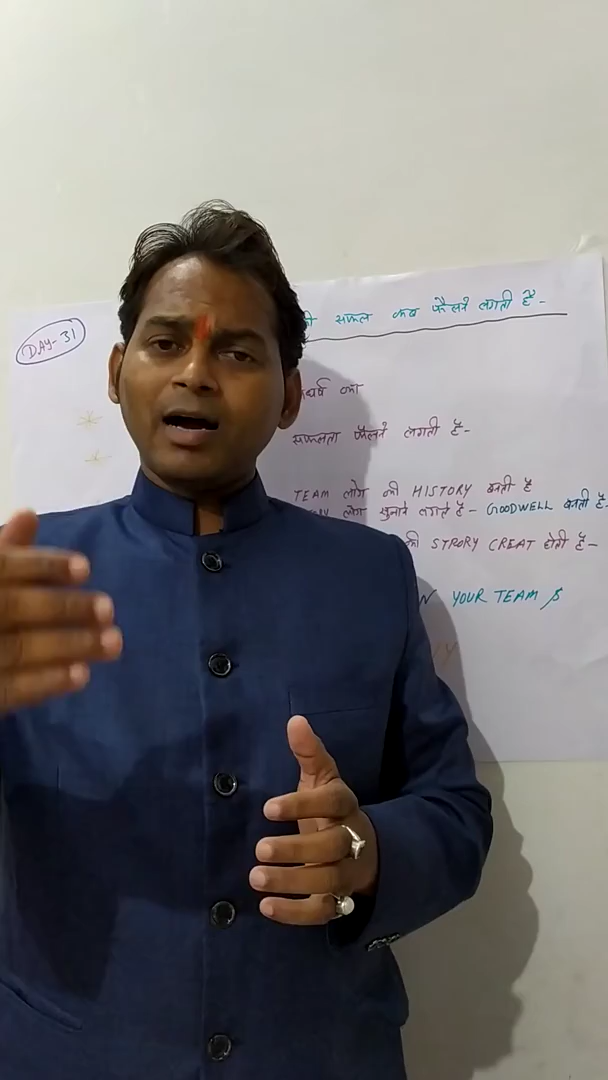 DAY-31
सफल कब फैलने लगती है-
का
सफलता फैलने लगती है-
TEAM लोग की HISTORY बनती है
लोग सुनाने लगते है- GOODWELL बनती है-
की STRORY CREAT होती है-
YOUR TEAM